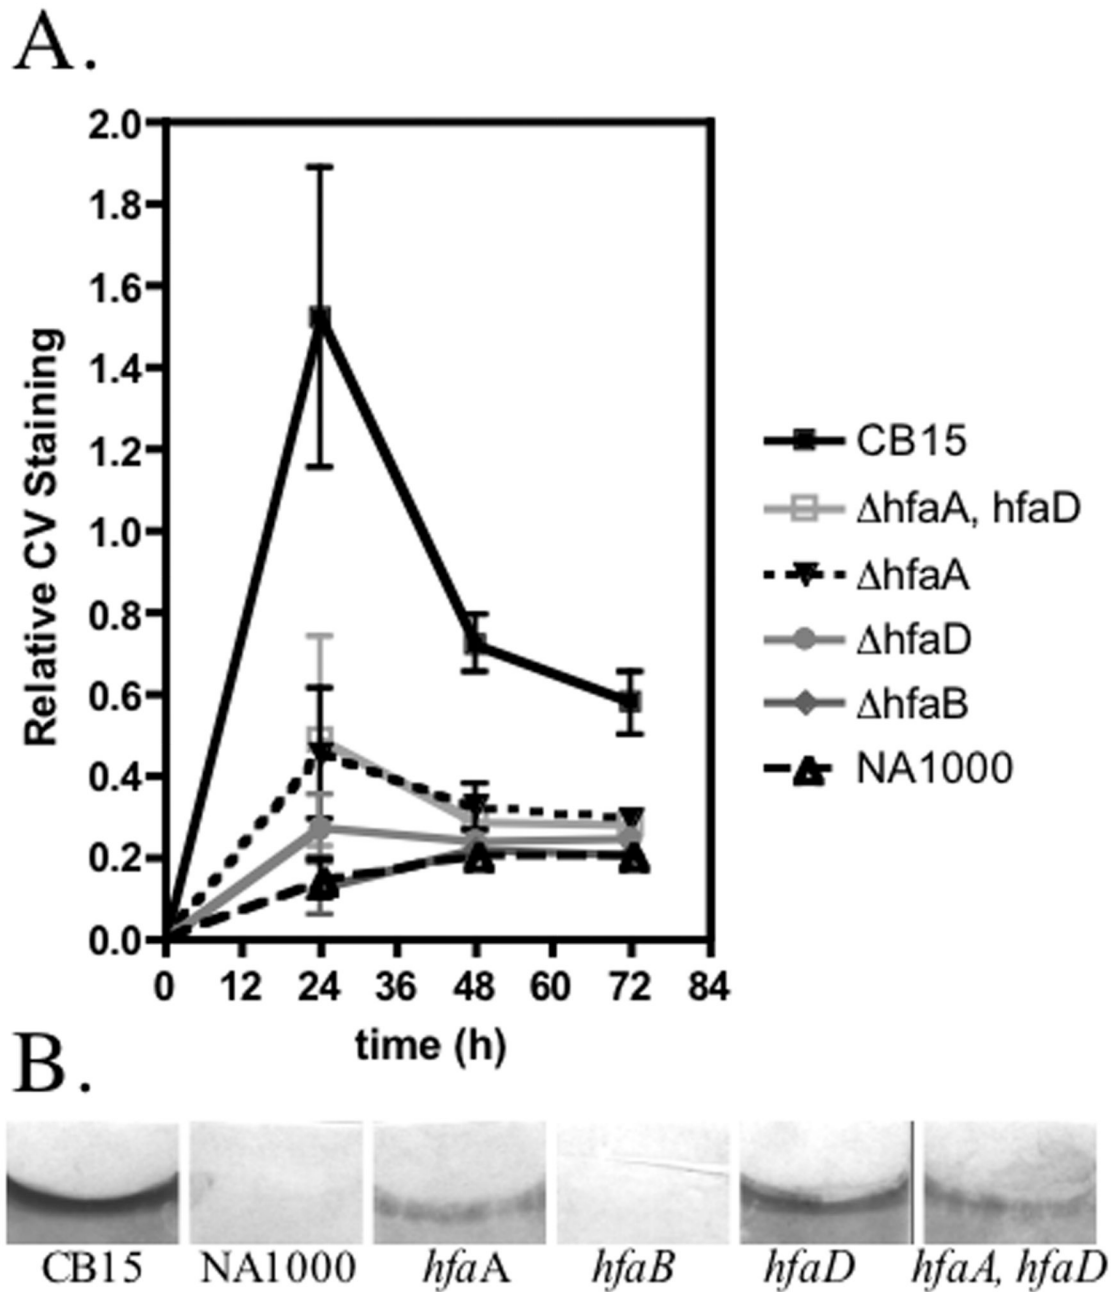 A.
2.0
1.8
1.6
1.4
1.2
1.0
0.8
0.6
0.4
0.2
0.0
Relative CV Staining
0 12 24 36 48 60 72 84
time (h)
CB15
ΔhfaA, hfaD
ΔhfaA
ΔhfaD
ΔhfaB
NA1000
B.
CB15 NA1000 hfaA hfaB hfaD hfaA, hfaD